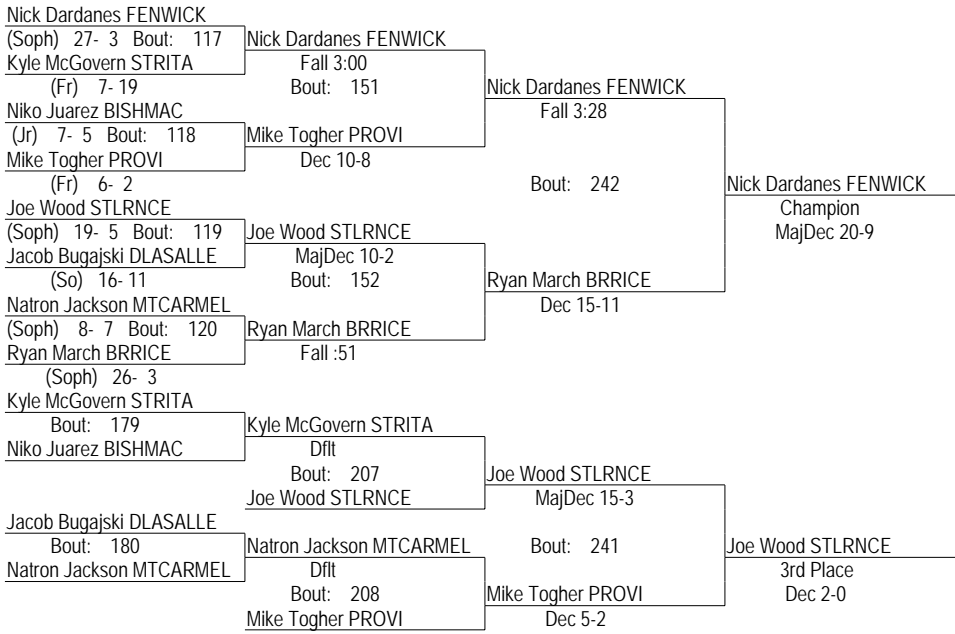 Nick Dardanes FENWICK
(Soph) 27- 3 Bout: 117 Nick Dardanes FENWICK
Kyle McGovern STRITA Fall 3:00
(Fr) 7- 19 Bout: 151 Nick Dardanes FENWICK
Niko Juarez BISHMAC Fall 3:28
(Jr) 7- 5 Bout: 118 Mike Togher PROVI
Mike Togher PROVI Dec 10-8
(Fr) 6- 2 Bout: 242 Nick Dardanes FENWICK
Joe Wood STLRNCE Champion
(Soph) 19- 5 Bout: 119 Joe Wood STLRNCE MajDec 20-9
Jacob Bugajski DLASALLE MajDec 10-2
(So) 16- 11 Bout: 152 Ryan March BRRICE
Natron Jackson MTCARMEL Dec 15-11
(Soph) 8- 7 Bout: 120 Ryan March BRRICE
Ryan March BRRICE Fall :51
(Soph) 26- 3
Kyle McGovern STRITA
Bout: 179 Kyle McGovern STRITA
Niko Juarez BISHMAC Dflt
Bout: 207 Joe Wood STLRNCE
Joe Wood STLRNCE MajDec 15-3
Jacob Bugajski DLASALLE
Bout: 180 Natron Jackson MTCARMEL Bout: 241 Joe Wood STLRNCE
Natron Jackson MTCARMEL Dflt 3rd Place
Bout: 208 Mike Togher PROVI Dec 2-0
Mike Togher PROVI Dec 5-2